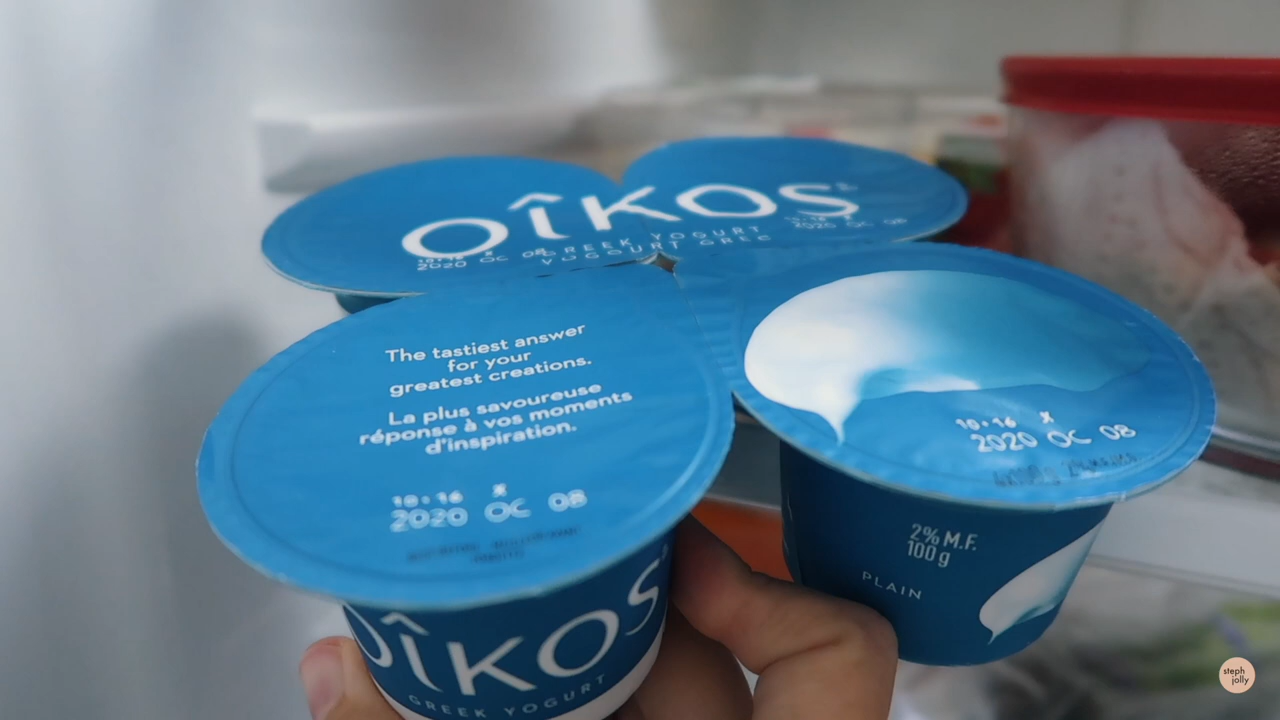 OÎKOS
GREEK YOGURT
YOGOURT GREC
2020 OC 08
2020 OC 08
The tastiest answer
for your
greatest creations.
La plus savoureuse
réponse à vos moments
d'inspiration.
10:16 X
2020 OC 08
10:16 X
2020 OC 08
2% M.F.
100 g
PLAIN
OÎKOS
GREEK YOGURT
steph
jolly